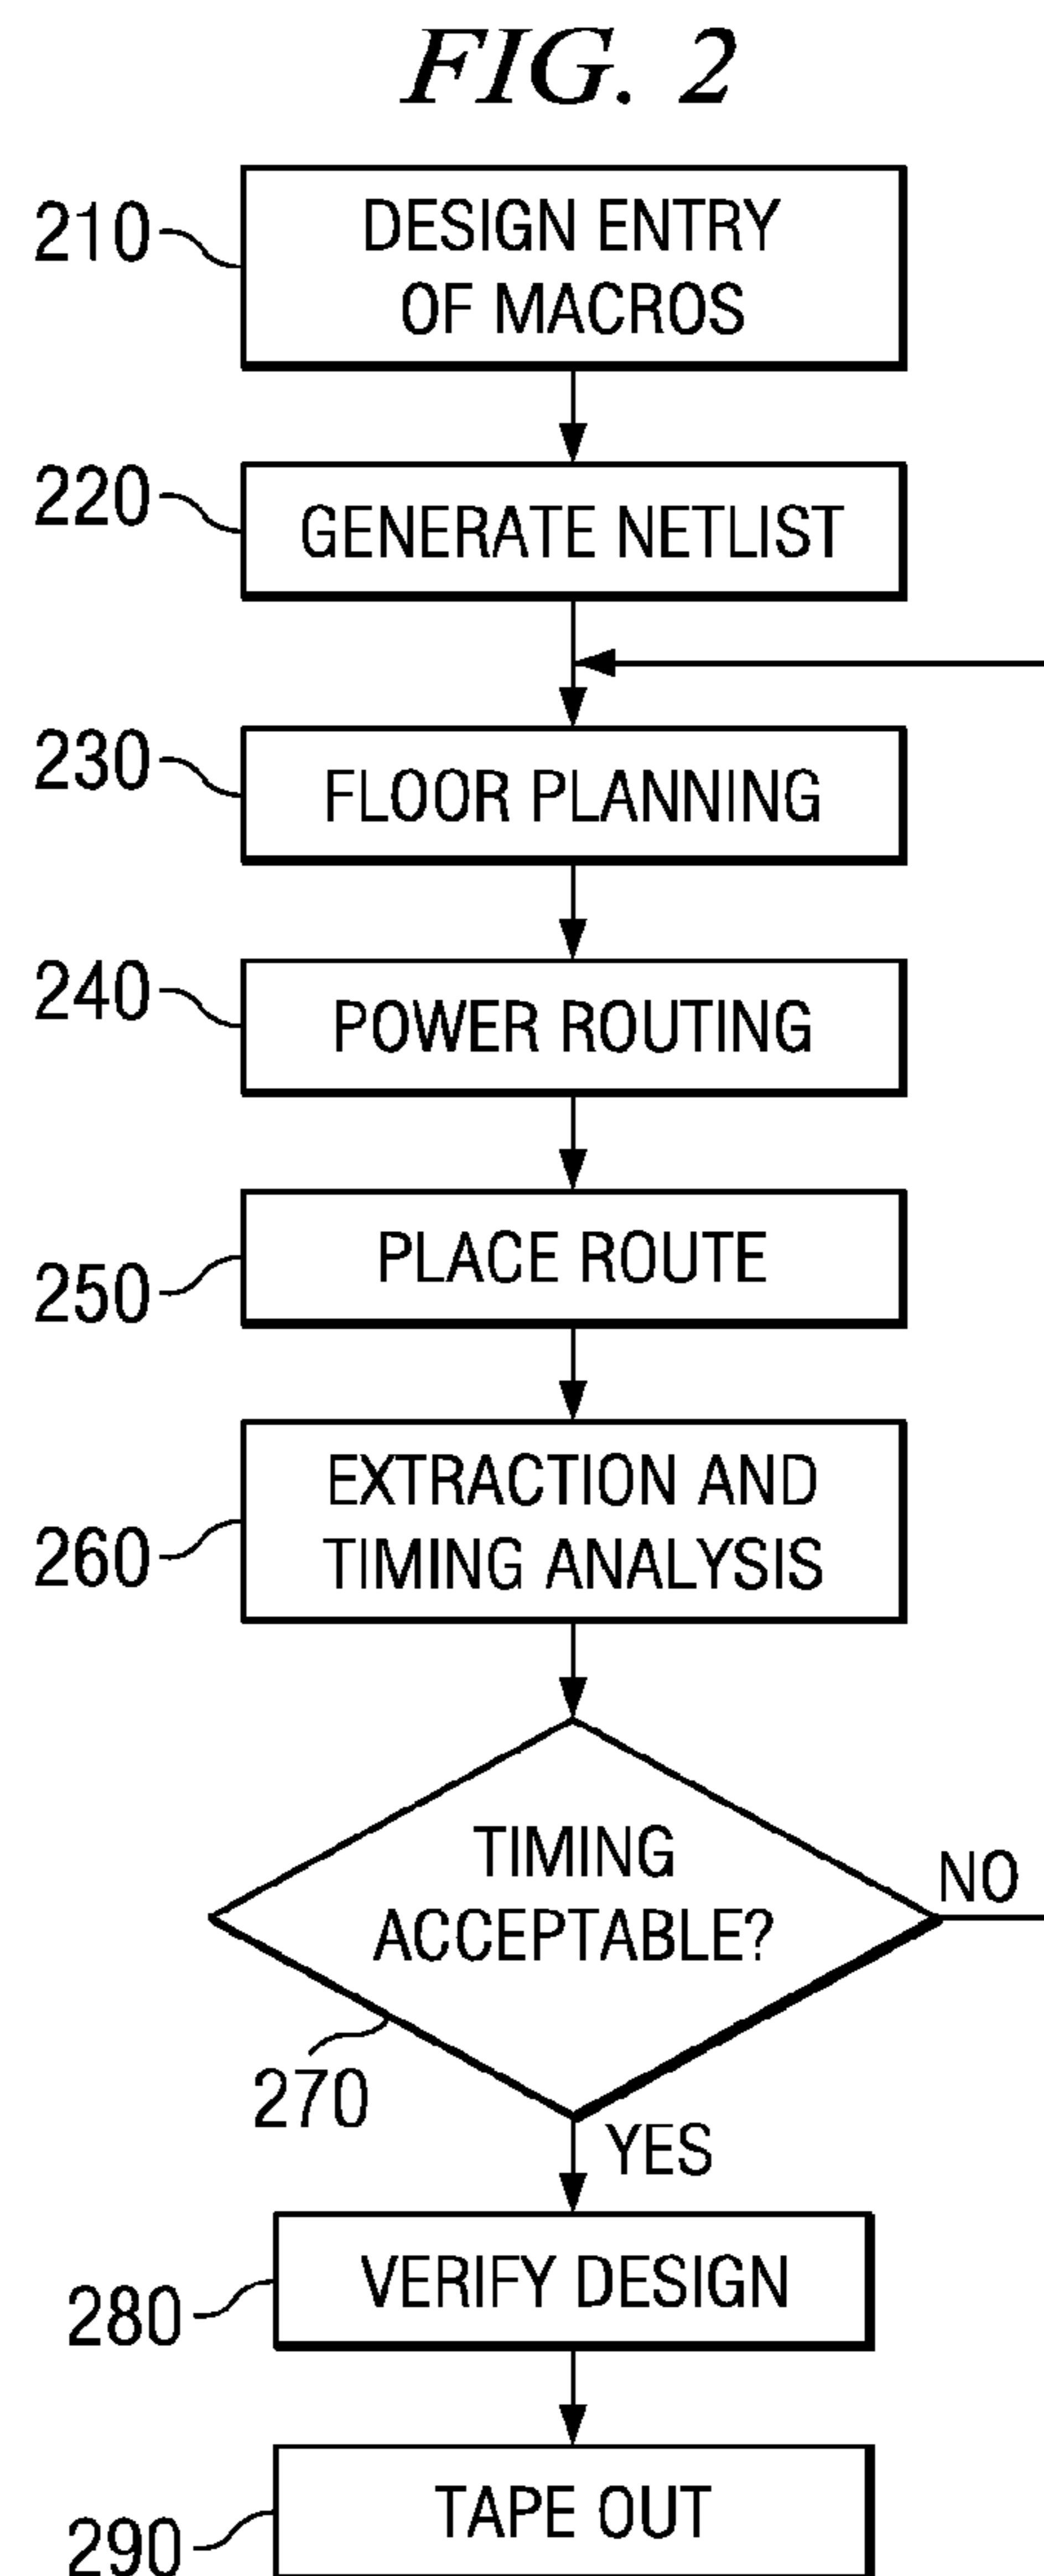 FIG. 2
210
DESIGN ENTRY
OF MACROS
220
GENERATE NETLIST
230
FLOOR PLANNING
240
POWER ROUTING
250
PLACE ROUTE
260
EXTRACTION AND
TIMING ANALYSIS
TIMING
ACCEPTABLE?
NO
270
YES
280
VERIFY DESIGN
290
TAPE OUT